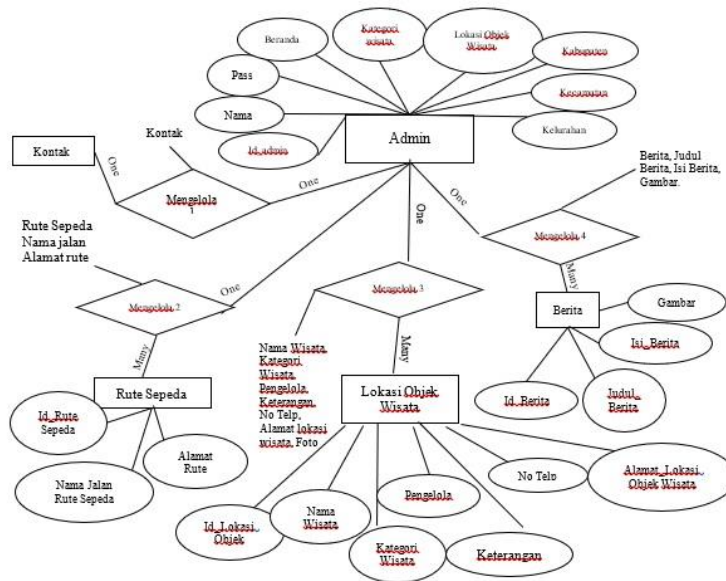 Beranda
Kategori
wisata
Lokasi Objek
Wisata
Kabupaten
Pass
Kecamatan
Nama
Kelurahan
Admin
Id_admin
Kontak
Kontak
One
One
Mengelola
1
Berita, Judul
Berita, Isi Berita,
Gambar.
One
One
Mengelola 4
Many
Rute Sepeda
Nama jalan
Alamat rute
One
Mengelola 2
Mengelola 3
Many
Many
Berita
Gambar
Isi_Berita
Id_Berita
Judul_
Berita
Nama Wisata
Kategori
Wisata
Pengelola
Keterangan
No Telp,
Alamat lokasi
wisata, Foto
Rute Sepeda
Lokasi Objek
Wisata
Id_Rute
Sepeda
Alamat
Rute
Nama Jalan
Rute Sepeda
Id_Lokasi_
Objek
Nama
Wisata
Kategori
Wisata
Pengelola
Keterangan
No Telp
Alamat_Lokasi
Objek Wisata